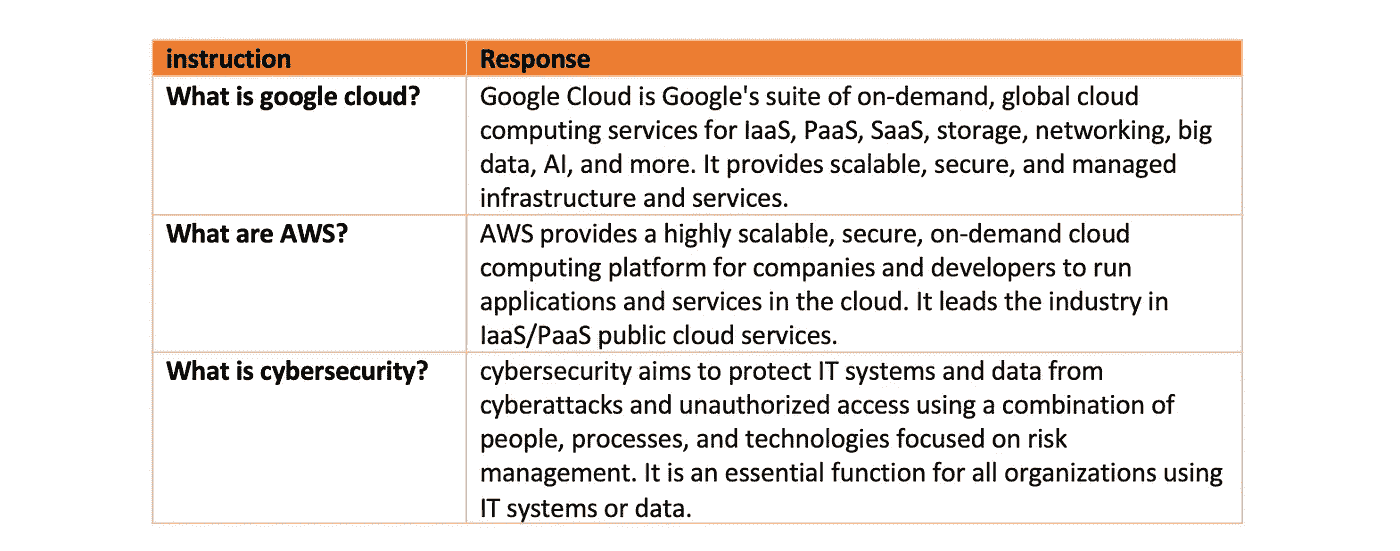 instruction
Response
What is google cloud?
Google Cloud is Google's suite of on-demand, global cloud
computing services for IaaS, PaaS, SaaS, storage, networking, big
data, AI, and more. It provides scalable, secure, and managed
infrastructure and services.
What are AWS?
AWS provides a highly scalable, secure, on-demand cloud
computing platform for companies and developers to run
applications and services in the cloud. It leads the industry in
IaaS/PaaS public cloud services.
What is cybersecurity?
cybersecurity aims to protect IT systems and data from
cyberattacks and unauthorized access using a combination of
people, processes, and technologies focused on risk
management. It is an essential function for all organizations using
IT systems or data.